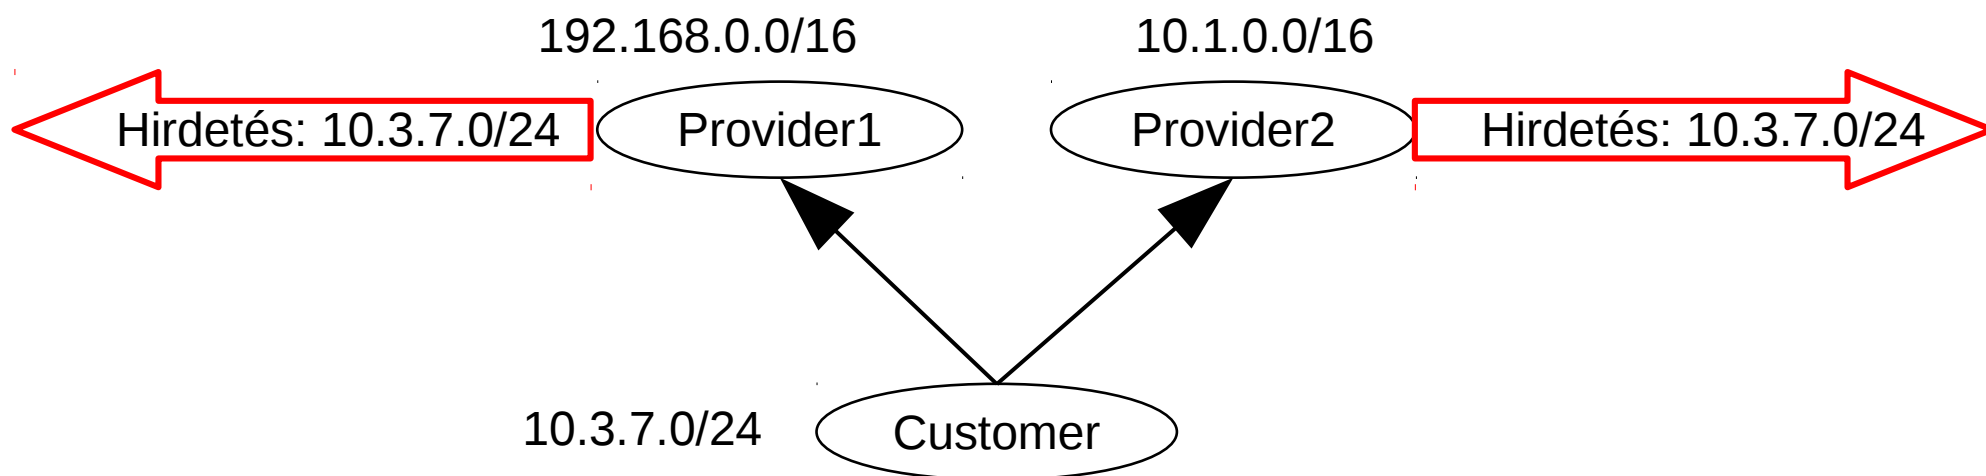 192.168.0.0/16
10.1.0.0/16
Hirdetés: 10.3.7.0/24
Provider1
Provider2
Hirdetés: 10.3.7.0/24
10.3.7.0/24
Customer